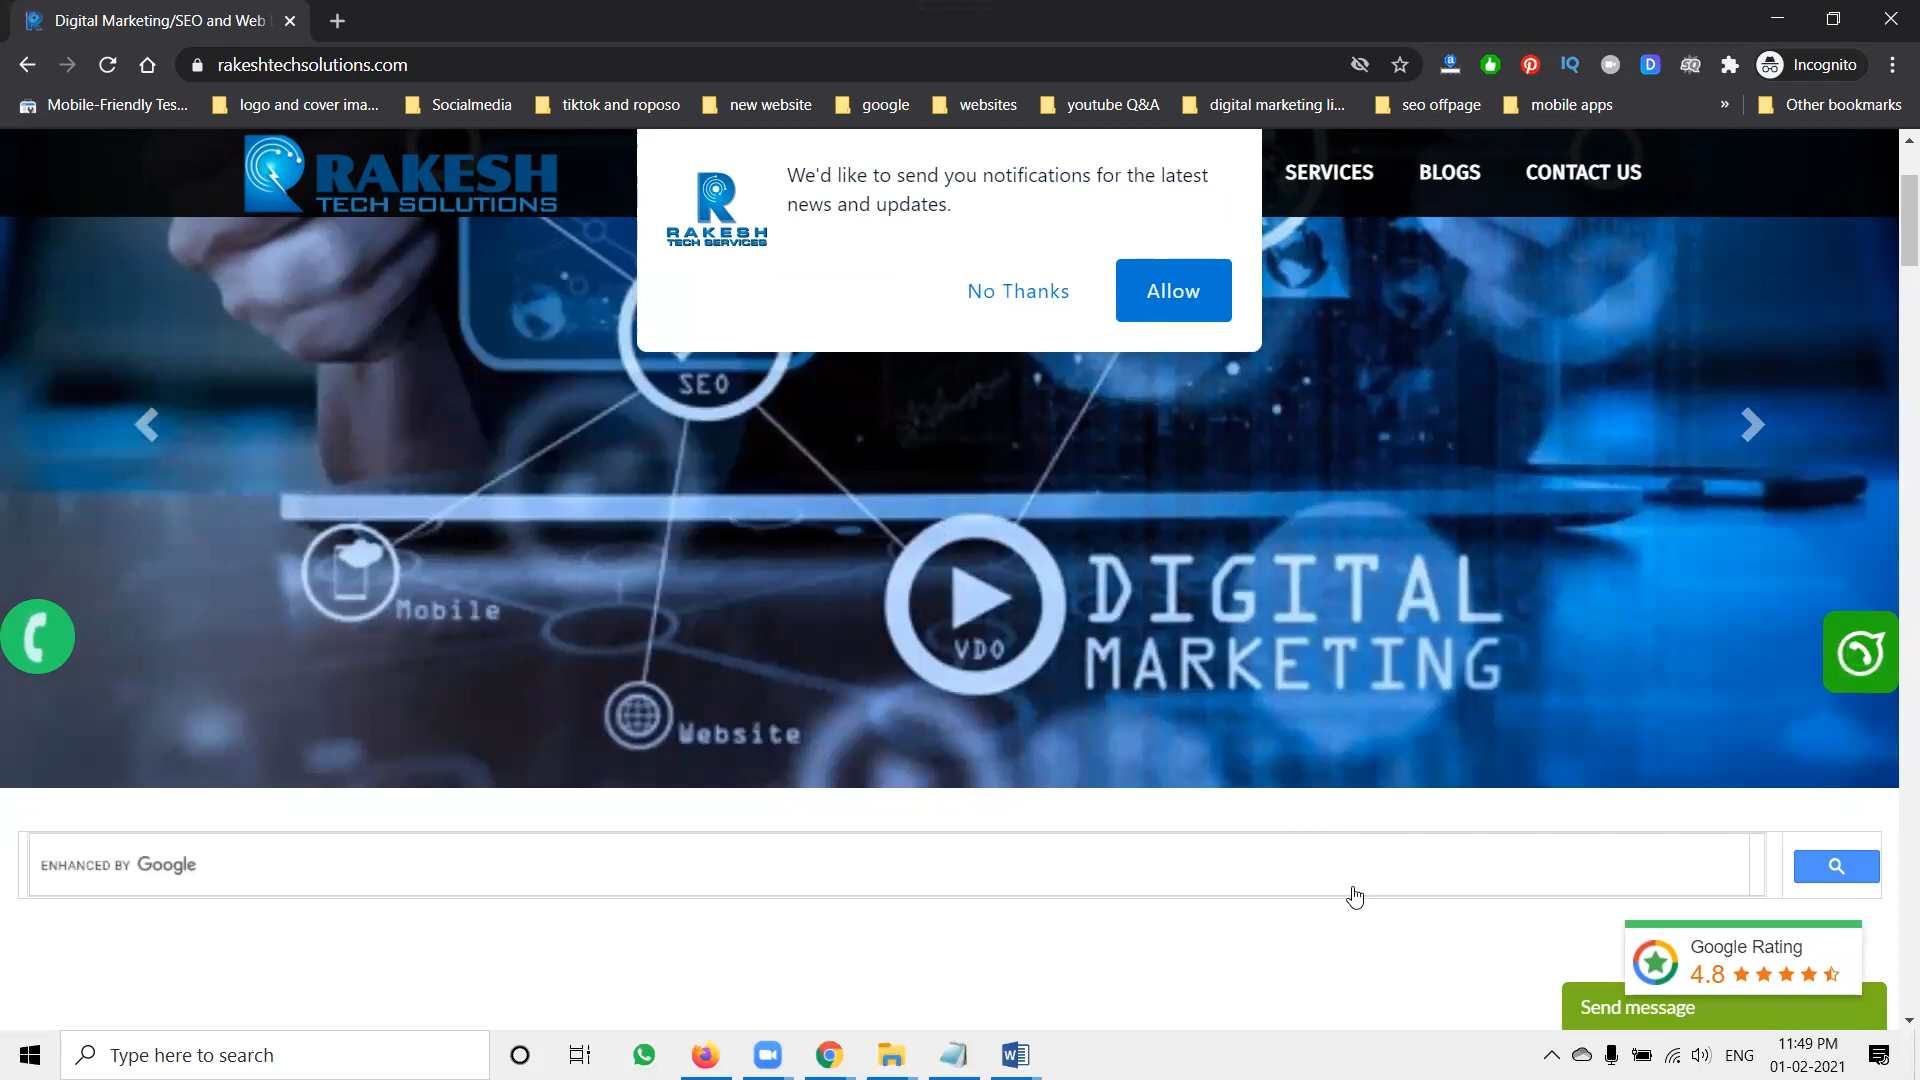 Digital Marketing/SEO and Web
rakeshtechsolutions.com
Incognito
Mobile-Friendly Tes...
logo and cover ima...
Socialmedia
tiktok and roposo
new website
google
websites
youtube Q&A
digital marketing li...
seo offpage
mobile apps
»
Other bookmarks
RAKESH
TECH SOLUTIONS
RAKESH
TECH SERVICES
We'd like to send you notifications for the latest
news and updates.
No Thanks
Allow
SERVICES
BLOGS
CONTACT US
SEO
Mobile
VDO
DIGITAL
MARKETING
Website
ENHANCED BY Google
Google Rating
4.8
Send message
Type here to search
ENG
11:49 PM
01-02-2021